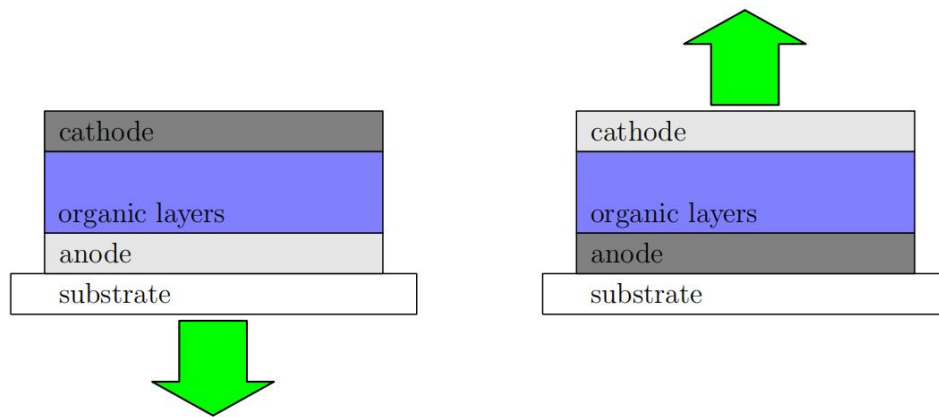 cathode
organic layers
anode
substrate
cathode
organic layers
anode
substrate